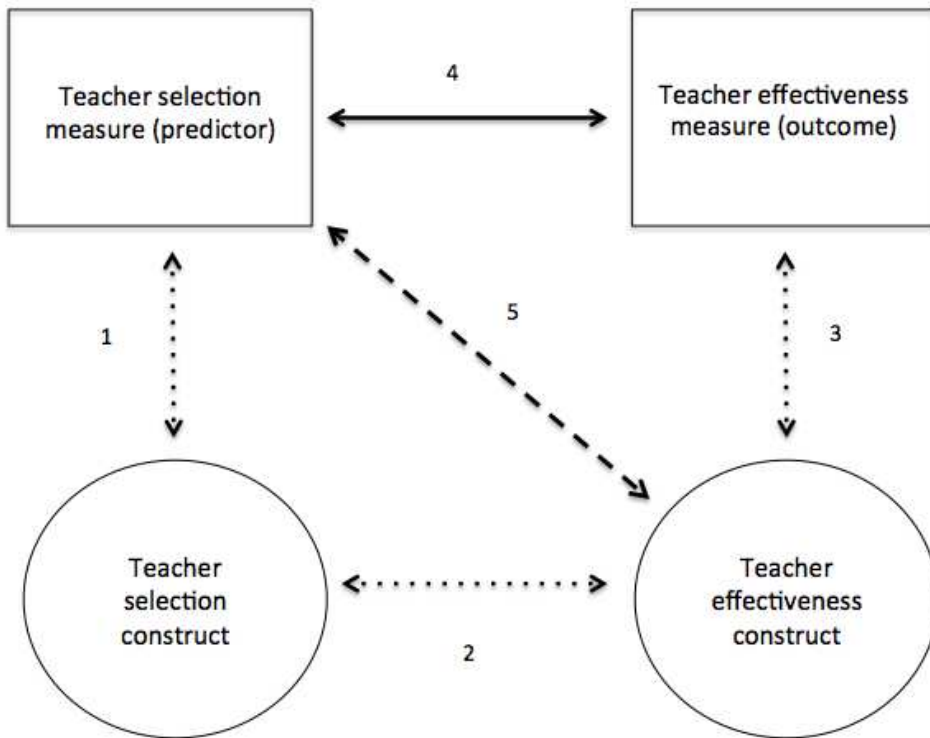 Teacher selection
measure (predictor)
4
Teacher effectiveness
measure (outcome)
1
5
3
Teacher
selection
construct
2
Teacher
effectiveness
construct